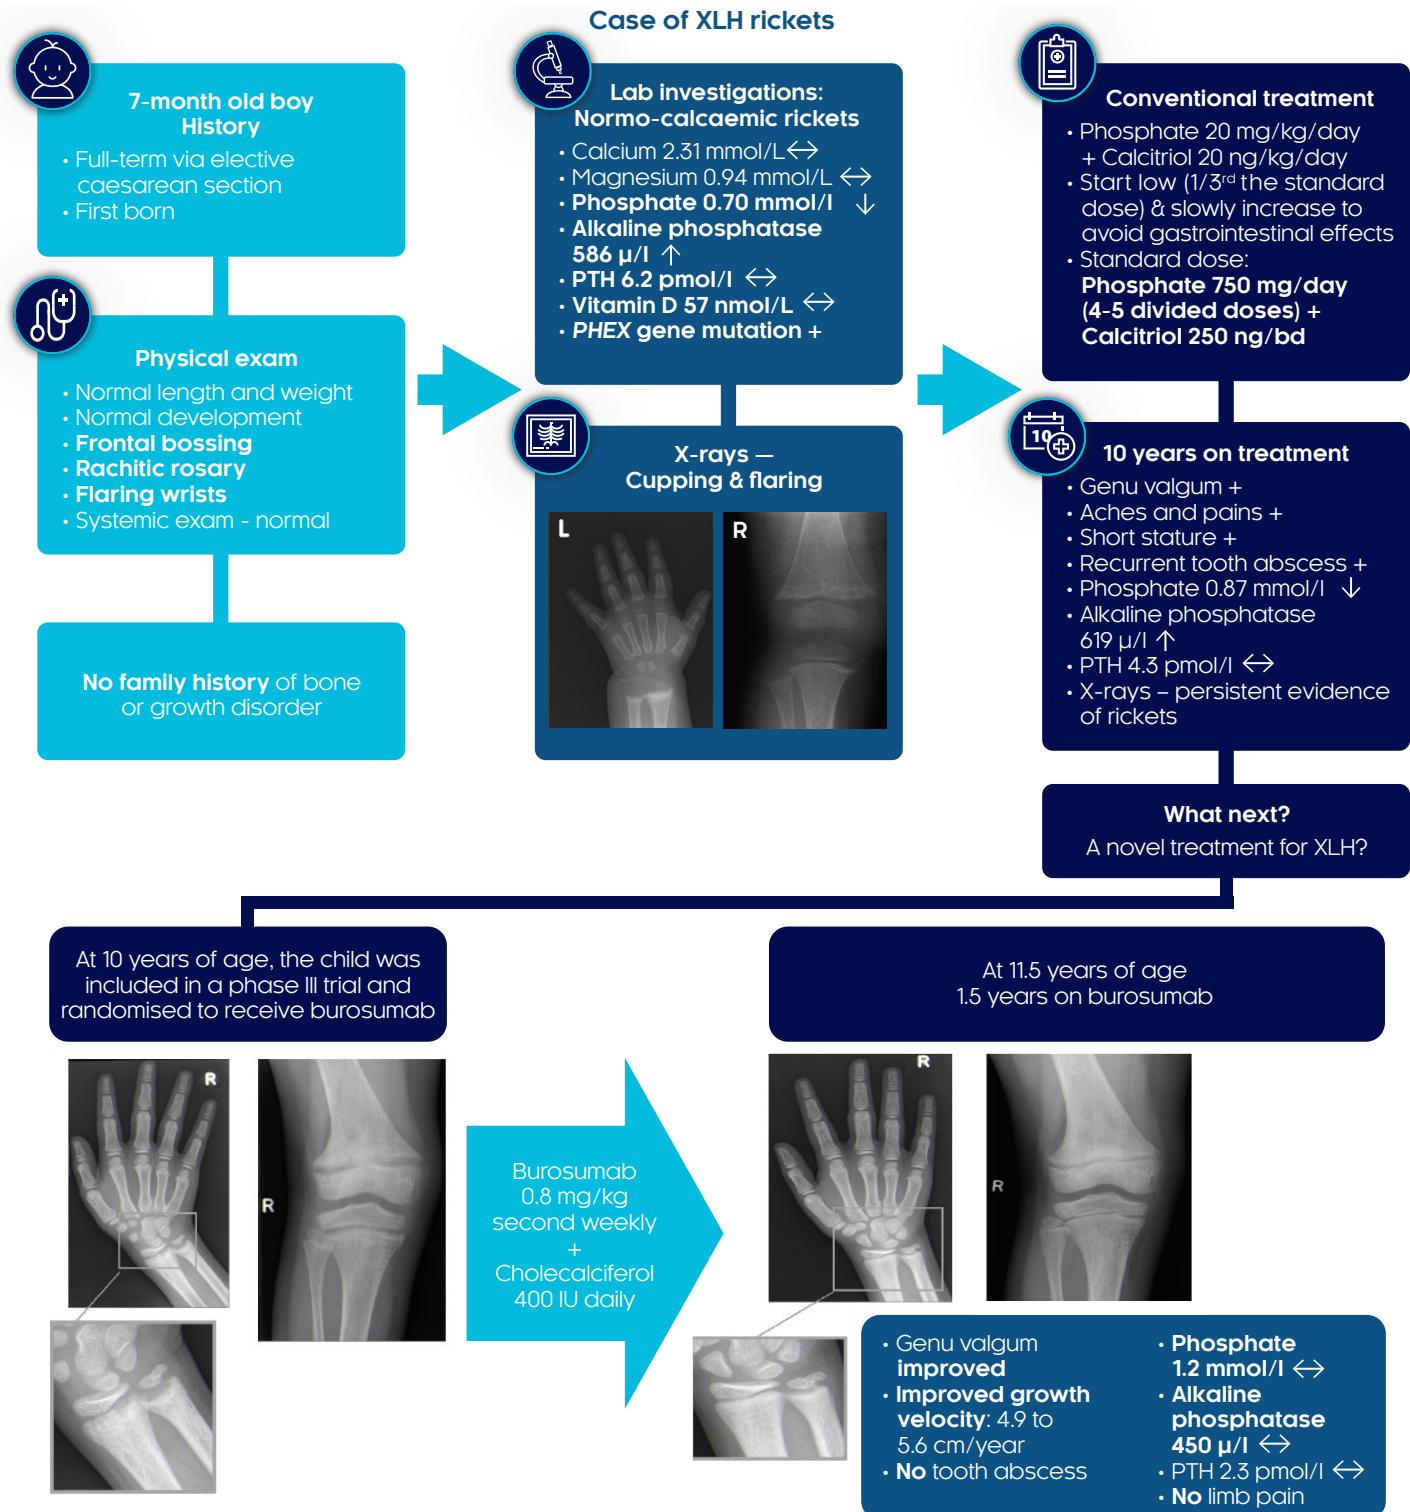 Case of XLH rickets
7-month old boy
History
• Full-term via elective
caesarean section
• First born
Physical exam
• Normal length and weight
• Normal development
• Frontal bossing
• Rachitic rosary
• Flaring wrists
• Systemic exam - normal
No family history of bone
or growth disorder
Lab investigations:
Normo-calcaemic rickets
• Calcium 2.31 mmol/L ↔
• Magnesium 0.94 mmol/L ↔
• Phosphate 0.70 mmol/l ↓
• Alkaline phosphatase
586 µ/l ↑
• PTH 6.2 pmol/l ↔
• Vitamin D 57 nmol/L ↔
• PHEX gene mutation +
X-rays —
Cupping & flaring
L
R
Conventional treatment
• Phosphate 20 mg/kg/day
+ Calcitriol 20 ng/kg/day
• Start low (1/3rd the standard
dose) & slowly increase to
avoid gastrointestinal effects
• Standard dose:
Phosphate 750 mg/day
(4-5 divided doses) +
Calcitriol 250 ng/bd
10
10 years on treatment
• Genu valgum +
• Aches and pains +
• Short stature +
• Recurrent tooth abscess +
• Phosphate 0.87 mmol/l ↓
• Alkaline phosphatase
619 µ/l ↑
• PTH 4.3 pmol/l ↔
• X-rays – persistent evidence
of rickets
What next?
A novel treatment for XLH?
At 10 years of age, the child was
included in a phase III trial and
randomised to receive burosumab
R
R
Burosumab
0.8 mg/kg
second weekly
+
Cholecalciferol
400 IU daily
At 11.5 years of age
1.5 years on burosumab
R
R
• Genu valgum
improved
• Improved growth
velocity: 4.9 to
5.6 cm/year
• No tooth abscess
• Phosphate
1.2 mmol/l ↔
• Alkaline
phosphatase
450 µ/l ↔
• PTH 2.3 pmol/l ↔
• No limb pain